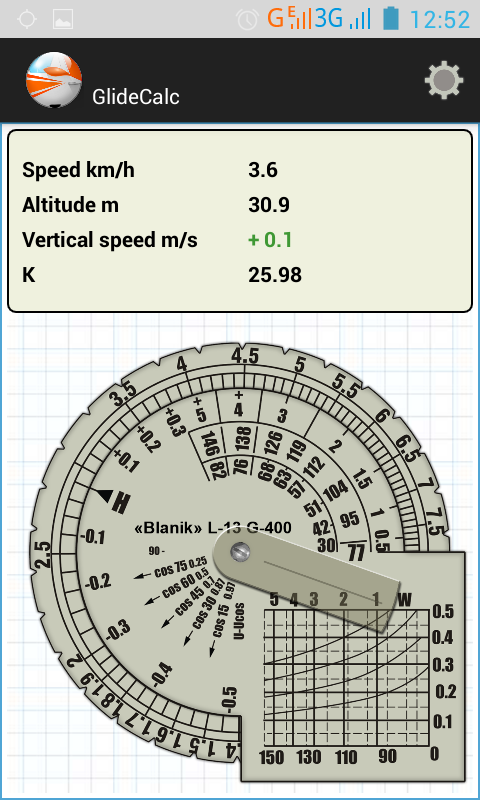 G E 3G 12:52
GlideCalc
Speed km/h 3.6
Altitude m 30.9
Vertical speed m/s + 0.1
K 25.98
3.5 4 4.5 5 5.5 6 6.5 7 7.5
+0.1 +0.2 +0.3 + 5 + 4 3 2 1.5 1 0.5
146 138 126 119 112 104 95 77
82 76 68 63 57 51 42 30
H
«Blanik» L-13 G-400
90 -
cos 75 0.25
cos 60 0.5
cos 45 0.7
cos 30 0.87
cos 15 0.97
U-Ucos
-0.1
-0.2
-0.3
-0.4
-0.5
2.5
2 1.9 1.8 1.7 1.6 1.5 1.4
5 4 3 2 1 W
0.5
0.4
0.3
0.2
0.1
0
150 130 110 90